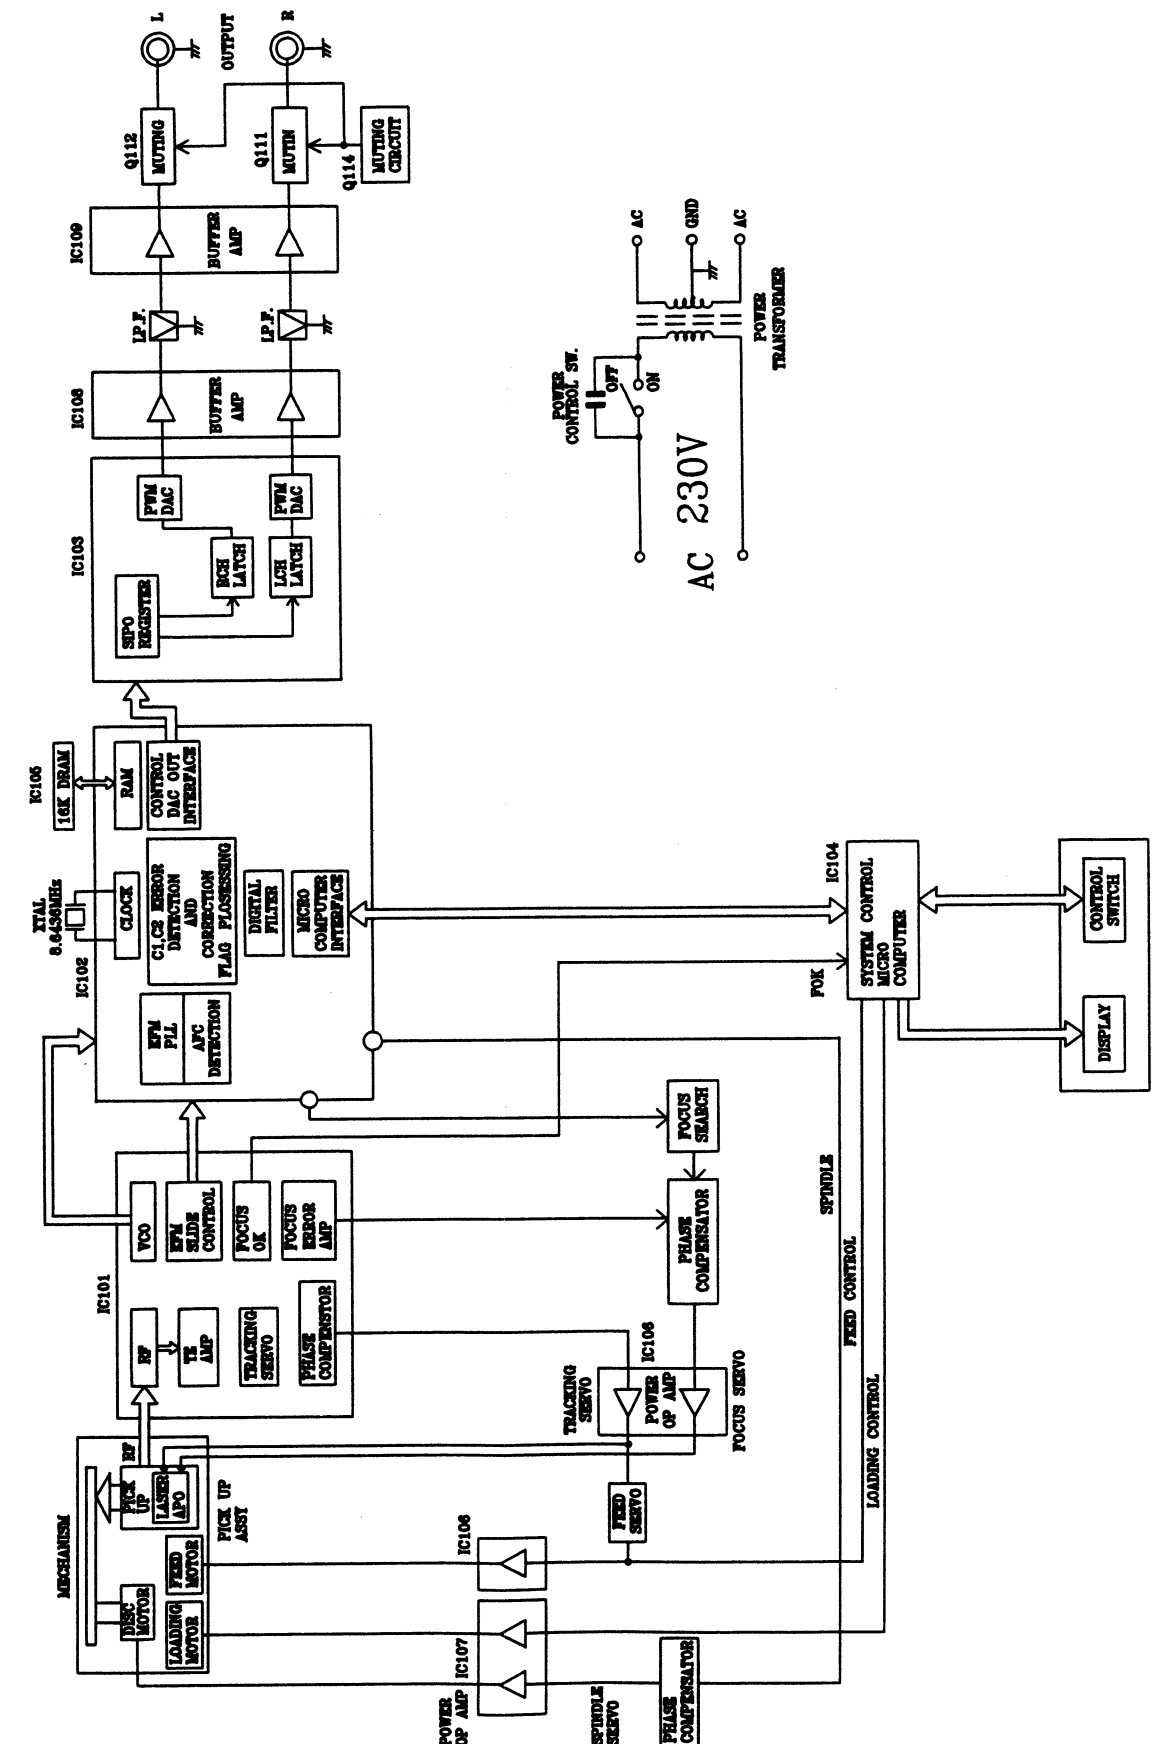 MECHANISM
DISC
MOTOR
LOADING
MOTOR
FEED
MOTOR
PICK
UP
LASER
APO
RF
PICK UP
ASSY
IC101
RF
TE
AMP
TRACKING
SERVO
PHASE
COMPENSTOR
VCO
EFM
SLIDE
CONTROL
FOCUS
OK
FOCUS
ERROR
AMP
IC102
XTAL
8.6436MHz
IC105
16K DRAM
EFM
PLL
AFC
DETECTION
CLOCK
C1,C2 ERROR
DETECTION
AND
CORRECTION
FLAG PLOSESSING
DIGITAL
FILTER
MICRO
COMPUTER
INTERFACE
RAM
CONTROL
DAC OUT
INTERFACE
IC103
SIPO
REGISTER
RCH
LATCH
LCH
LATCH
PWM
DAC
PWM
DAC
IC108
BUFFER
AMP
LP.F.
LP.F.
IC109
BUFFER
AMP
Q112
MUTING
Q111
MUTIN
Q114
MUTING
CIRCUIT
L
OUTPUT
R
POWER
CONTROL SW.
OFF
ON
AC 230V
AC
GND
AC
POWER
TRANSFORMER
FOCUS
SEARCH
PHASE
COMPENSATOR
TRACKING
SERVO
IC106
POWER
OP AMP
FOCUS SERVO
FEED
SERVO
IC106
POWER
OP AMP
IC107
SPINDLE
SERVO
PHASE
COMPENSATOR
SPINDLE
FEED CONTROL
LOADING CONTROL
FOK
IC104
SYSTEM CONTROL
MICRO
COMPUTER
DISPLAY
CONTROL
SWITCH